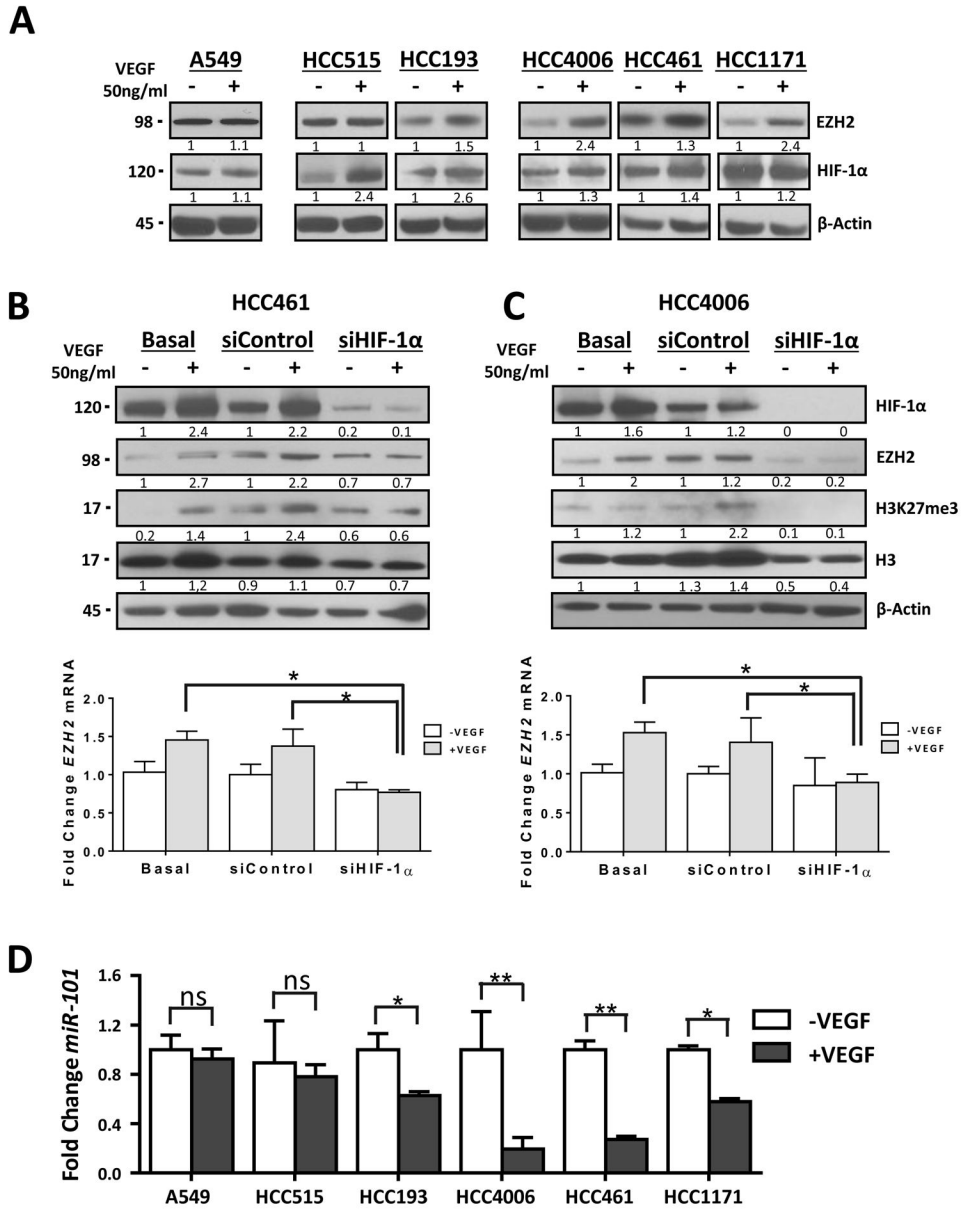 A
VEGF
50ng/ml
A549 HCC515 HCC193 HCC4006 HCC461 HCC1171
- + - + - + - + - + - +
98 - EZH2
1 1.1 1 1 1 1.5 1 2.4 1 1.3 1 2.4
120 - HIF-1α
1 1.1 1 2.4 1 2.6 1 1.3 1 1.4 1 1.2
45 - β-Actin
B
HCC461
VEGF
50ng/ml
Basal siControl siHIF-1α
- + - + - +
120 -
1 2.4 1 2.2 0.2 0.1
98 -
1 2.7 1 2.2 0.7 0.7
17 -
0.2 1.4 1 2.4 0.6 0.6
17 -
1 1,2 0.9 1.1 0.7 0.7
45 -
C
HCC4006
VEGF
50ng/ml
Basal siControl siHIF-1α
- + - + - +
HIF-1α
1 1.6 1 1.2 0 0
EZH2
1 2 1 1.2 0.2 0.2
H3K27me3
1 1.2 1 2.2 0.1 0.1
H3
1 1 1.3 1.4 0.5 0.4
β-Actin
Fold Change EZH2 mRNA
2.0
1.5
1.0
0.5
0.0
*
*
-VEGF
+VEGF
Basal siControl siHIF-1α
Fold Change EZH2 mRNA
2.0
1.5
1.0
0.5
0.0
*
*
-VEGF
+VEGF
Basal siControl siHIF-1α
D
Fold Change miR-101
1.6
1.2
0.8
0.4
0.0
ns ns * ** ** *
-VEGF
+VEGF
A549 HCC515 HCC193 HCC4006 HCC461 HCC1171